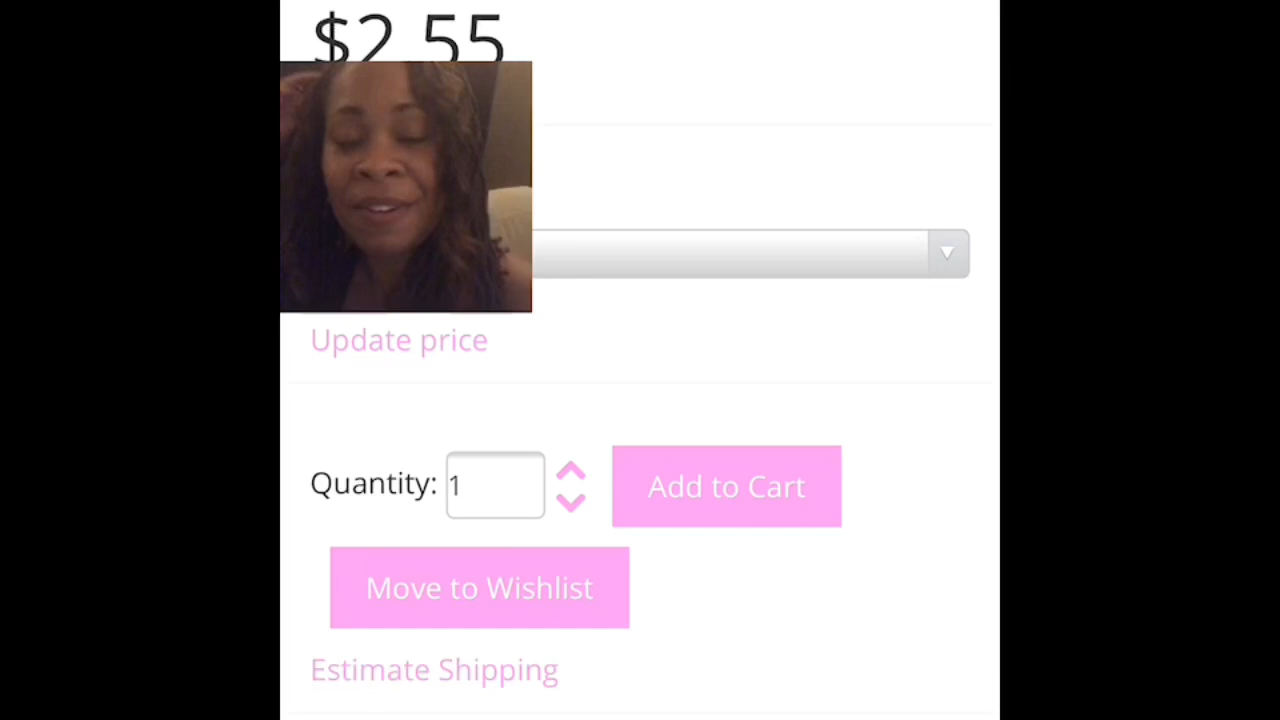 $2.55
Update price
Quantity: 1
Add to Cart
Move to Wishlist
Estimate Shipping